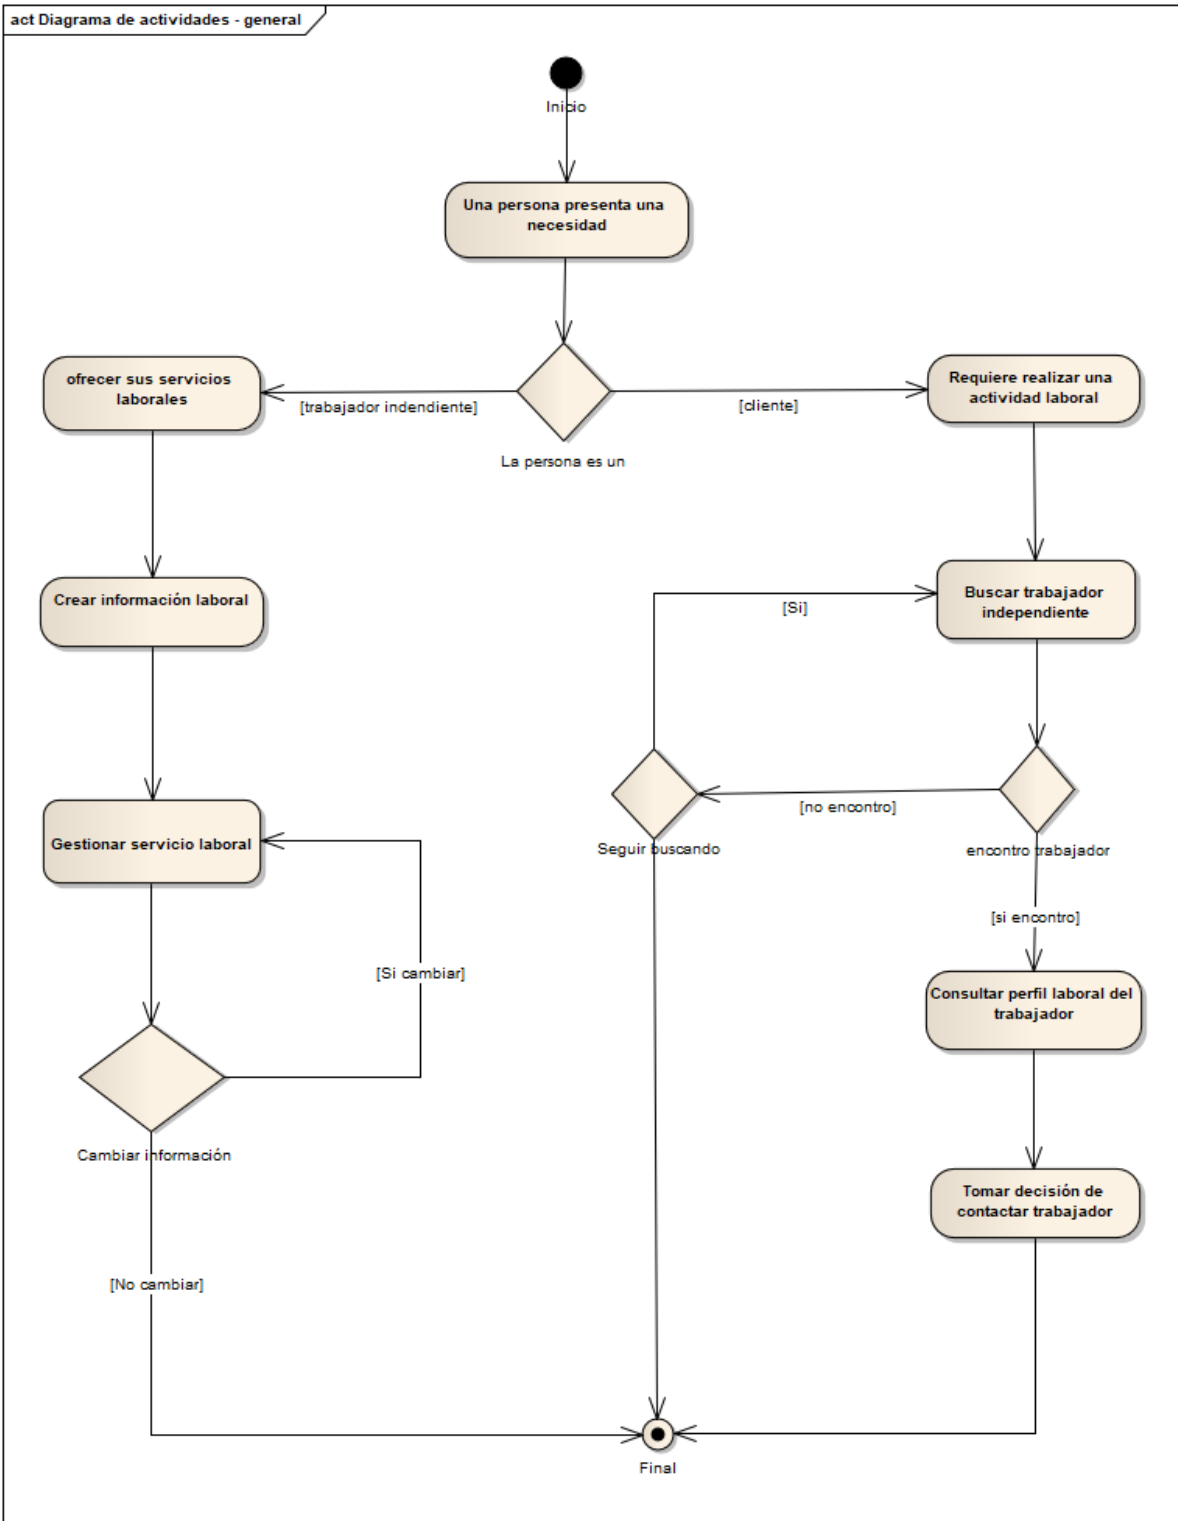 act Diagrama de actividades - general
Inicio
Una persona presenta una
necesidad
ofrecer sus servicios
laborales
[trabajador indendiente]
[cliente]
Requiere realizar una
actividad laboral
La persona es un
Crear información laboral
[Si]
Buscar trabajador
independiente
Gestionar servicio laboral
[no encontro]
Seguir buscando
encontro trabajador
[si encontro]
[Si cambiar]
Consultar perfil laboral del
trabajador
Cambiar información
Tomar decisión de
contactar trabajador
[No cambiar]
Final